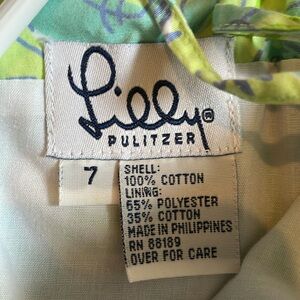 Lilly®
PULITZER
7
SHELL:
100% COTTON
LINING:
65% POLYESTER
35% COTTON
MADE IN PHILIPPINES
RN 88189
OVER FOR CARE